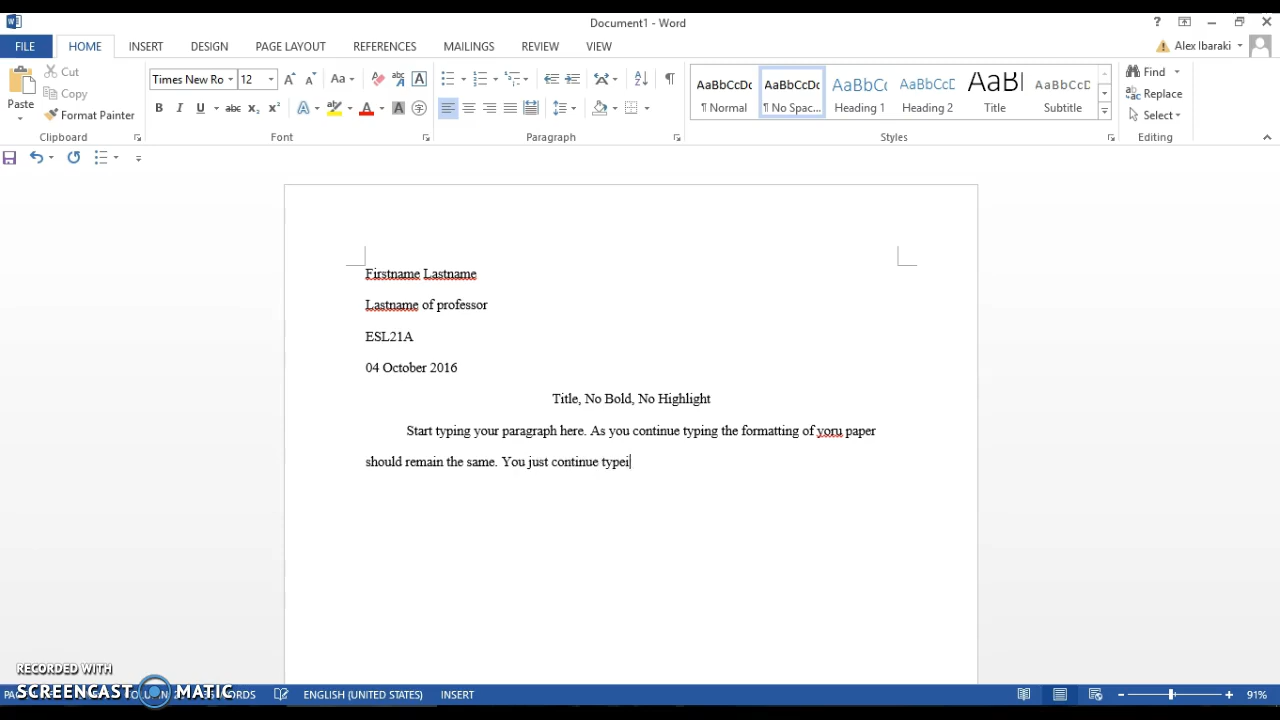 Document1 - Word
FILE HOME INSERT DESIGN PAGE LAYOUT REFERENCES MAILINGS REVIEW VIEW Alex Ibaraki
Paste Cut Copy Format Painter
Times New Ro 12
AaBbCcDc AaBbCcDc AaBbCc AaBbCcD AaB AaBbCcD
¶ Normal ¶ No Spac... Heading 1 Heading 2 Title Subtitle
Find Replace Select
Clipboard Font Paragraph Styles Editing
Firstname Lastname
Lastname of professor
ESL21A
04 October 2016
Title, No Bold, No Highlight
Start typing your paragraph here. As you continue typing the formatting of yoru paper
should remain the same. You just continue typei
RECORDED WITH
SCREENCAST MATIC
WORDS ENGLISH (UNITED STATES) INSERT 91%